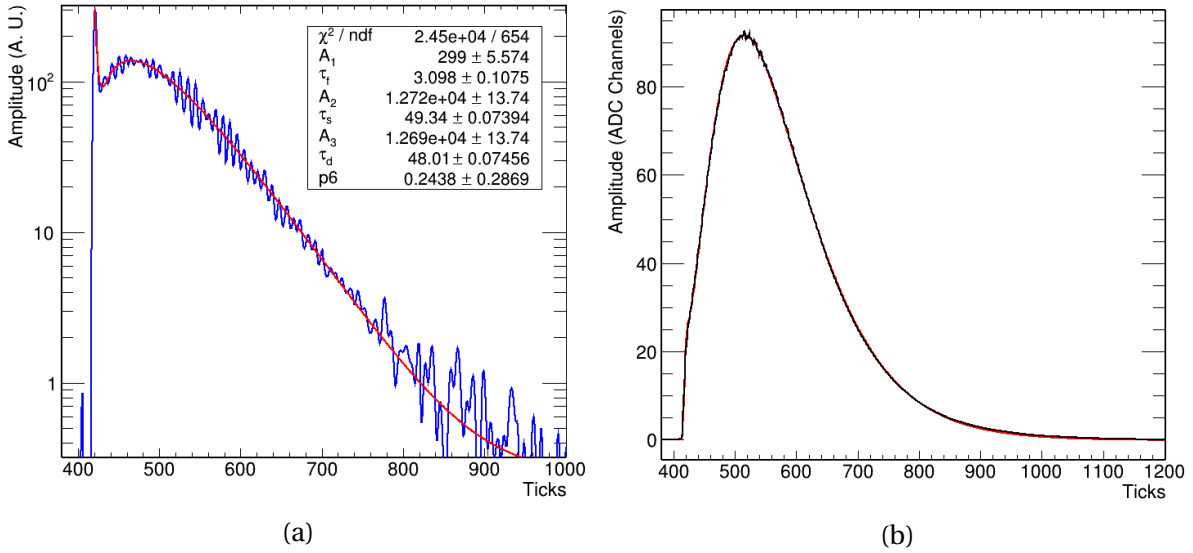 Amplitude (A. U.)
χ² / ndf 2.45e+04 / 654
A₁ 299 ± 5.574
τf 3.098 ± 0.1075
A₂ 1.272e+04 ± 13.74
τs 49.34 ± 0.07394
A₃ 1.269e+04 ± 13.74
τd 48.01 ± 0.07456
p6 0.2438 ± 0.2869
10²
10
1
400 500 600 700 800 900 1000
Ticks
(a)
Amplitude (ADC Channels)
80
60
40
20
0
400 500 600 700 800 900 1000 1100 1200
Ticks
(b)